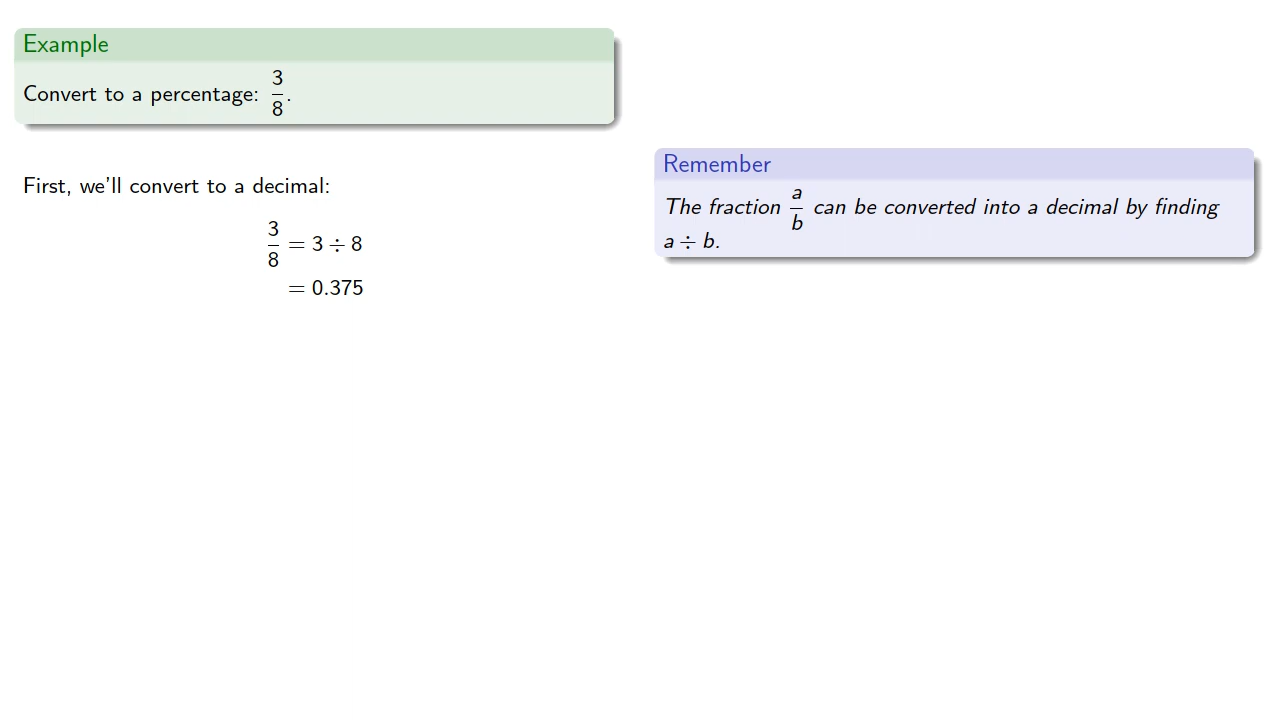 Example
Convert to a percentage: 3/8.
First, we'll convert to a decimal:
3/8 = 3 ÷ 8
= 0.375
Remember
The fraction a/b can be converted into a decimal by finding
a ÷ b.